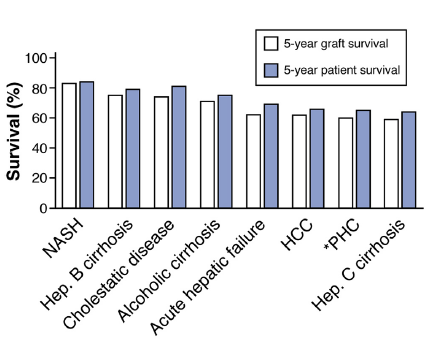 5-year graft survival
5-year patient survival
Survival (%)
100
80
60
40
20
0
NASH
Hep. B cirrhosis
Cholestatic disease
Alcoholic cirrhosis
Acute hepatic failure
HCC
*PHC
Hep. C cirrhosis